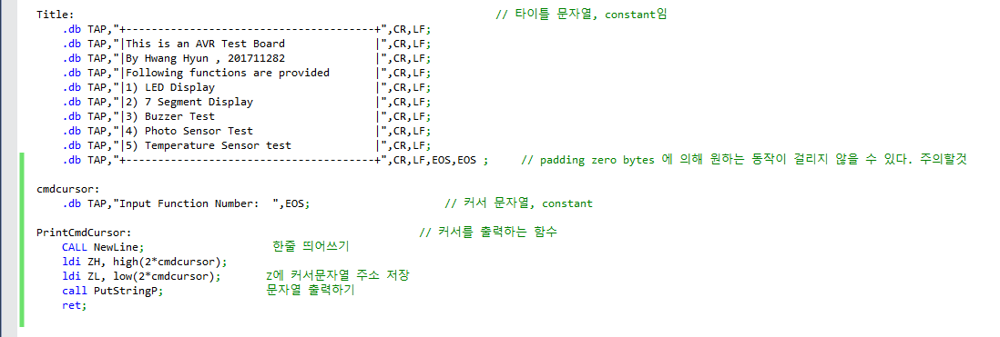 Title: // 타이틀 문자열, constant임
.db TAP,"+---------------------------------------+",CR,LF;
.db TAP,"|This is an AVR Test Board              |",CR,LF;
.db TAP,"|By Hwang Hyun , 201711282              |",CR,LF;
.db TAP,"|Following functions are provided       |",CR,LF;
.db TAP,"|1) LED Display                         |",CR,LF;
.db TAP,"|2) 7 Segment Display                   |",CR,LF;
.db TAP,"|3) Buzzer Test                         |",CR,LF;
.db TAP,"|4) Photo Sensor Test                   |",CR,LF;
.db TAP,"|5) Temperature Sensor test             |",CR,LF;
.db TAP,"+---------------------------------------+",CR,LF,EOS,EOS ; // padding zero bytes 에 의해 원하는 동작이 걸리지 않을 수 있다. 주의할것
cmdcursor:
.db TAP,"Input Function Number:  ",EOS; // 커서 문자열, constant
PrintCmdCursor: // 커서를 출력하는 함수
CALL NewLine; 한줄 띄어쓰기
ldi ZH, high(2*cmdcursor);
ldi ZL, low(2*cmdcursor); Z에 커서문자열 주소 저장
call PutStringP; 문자열 출력하기
ret;